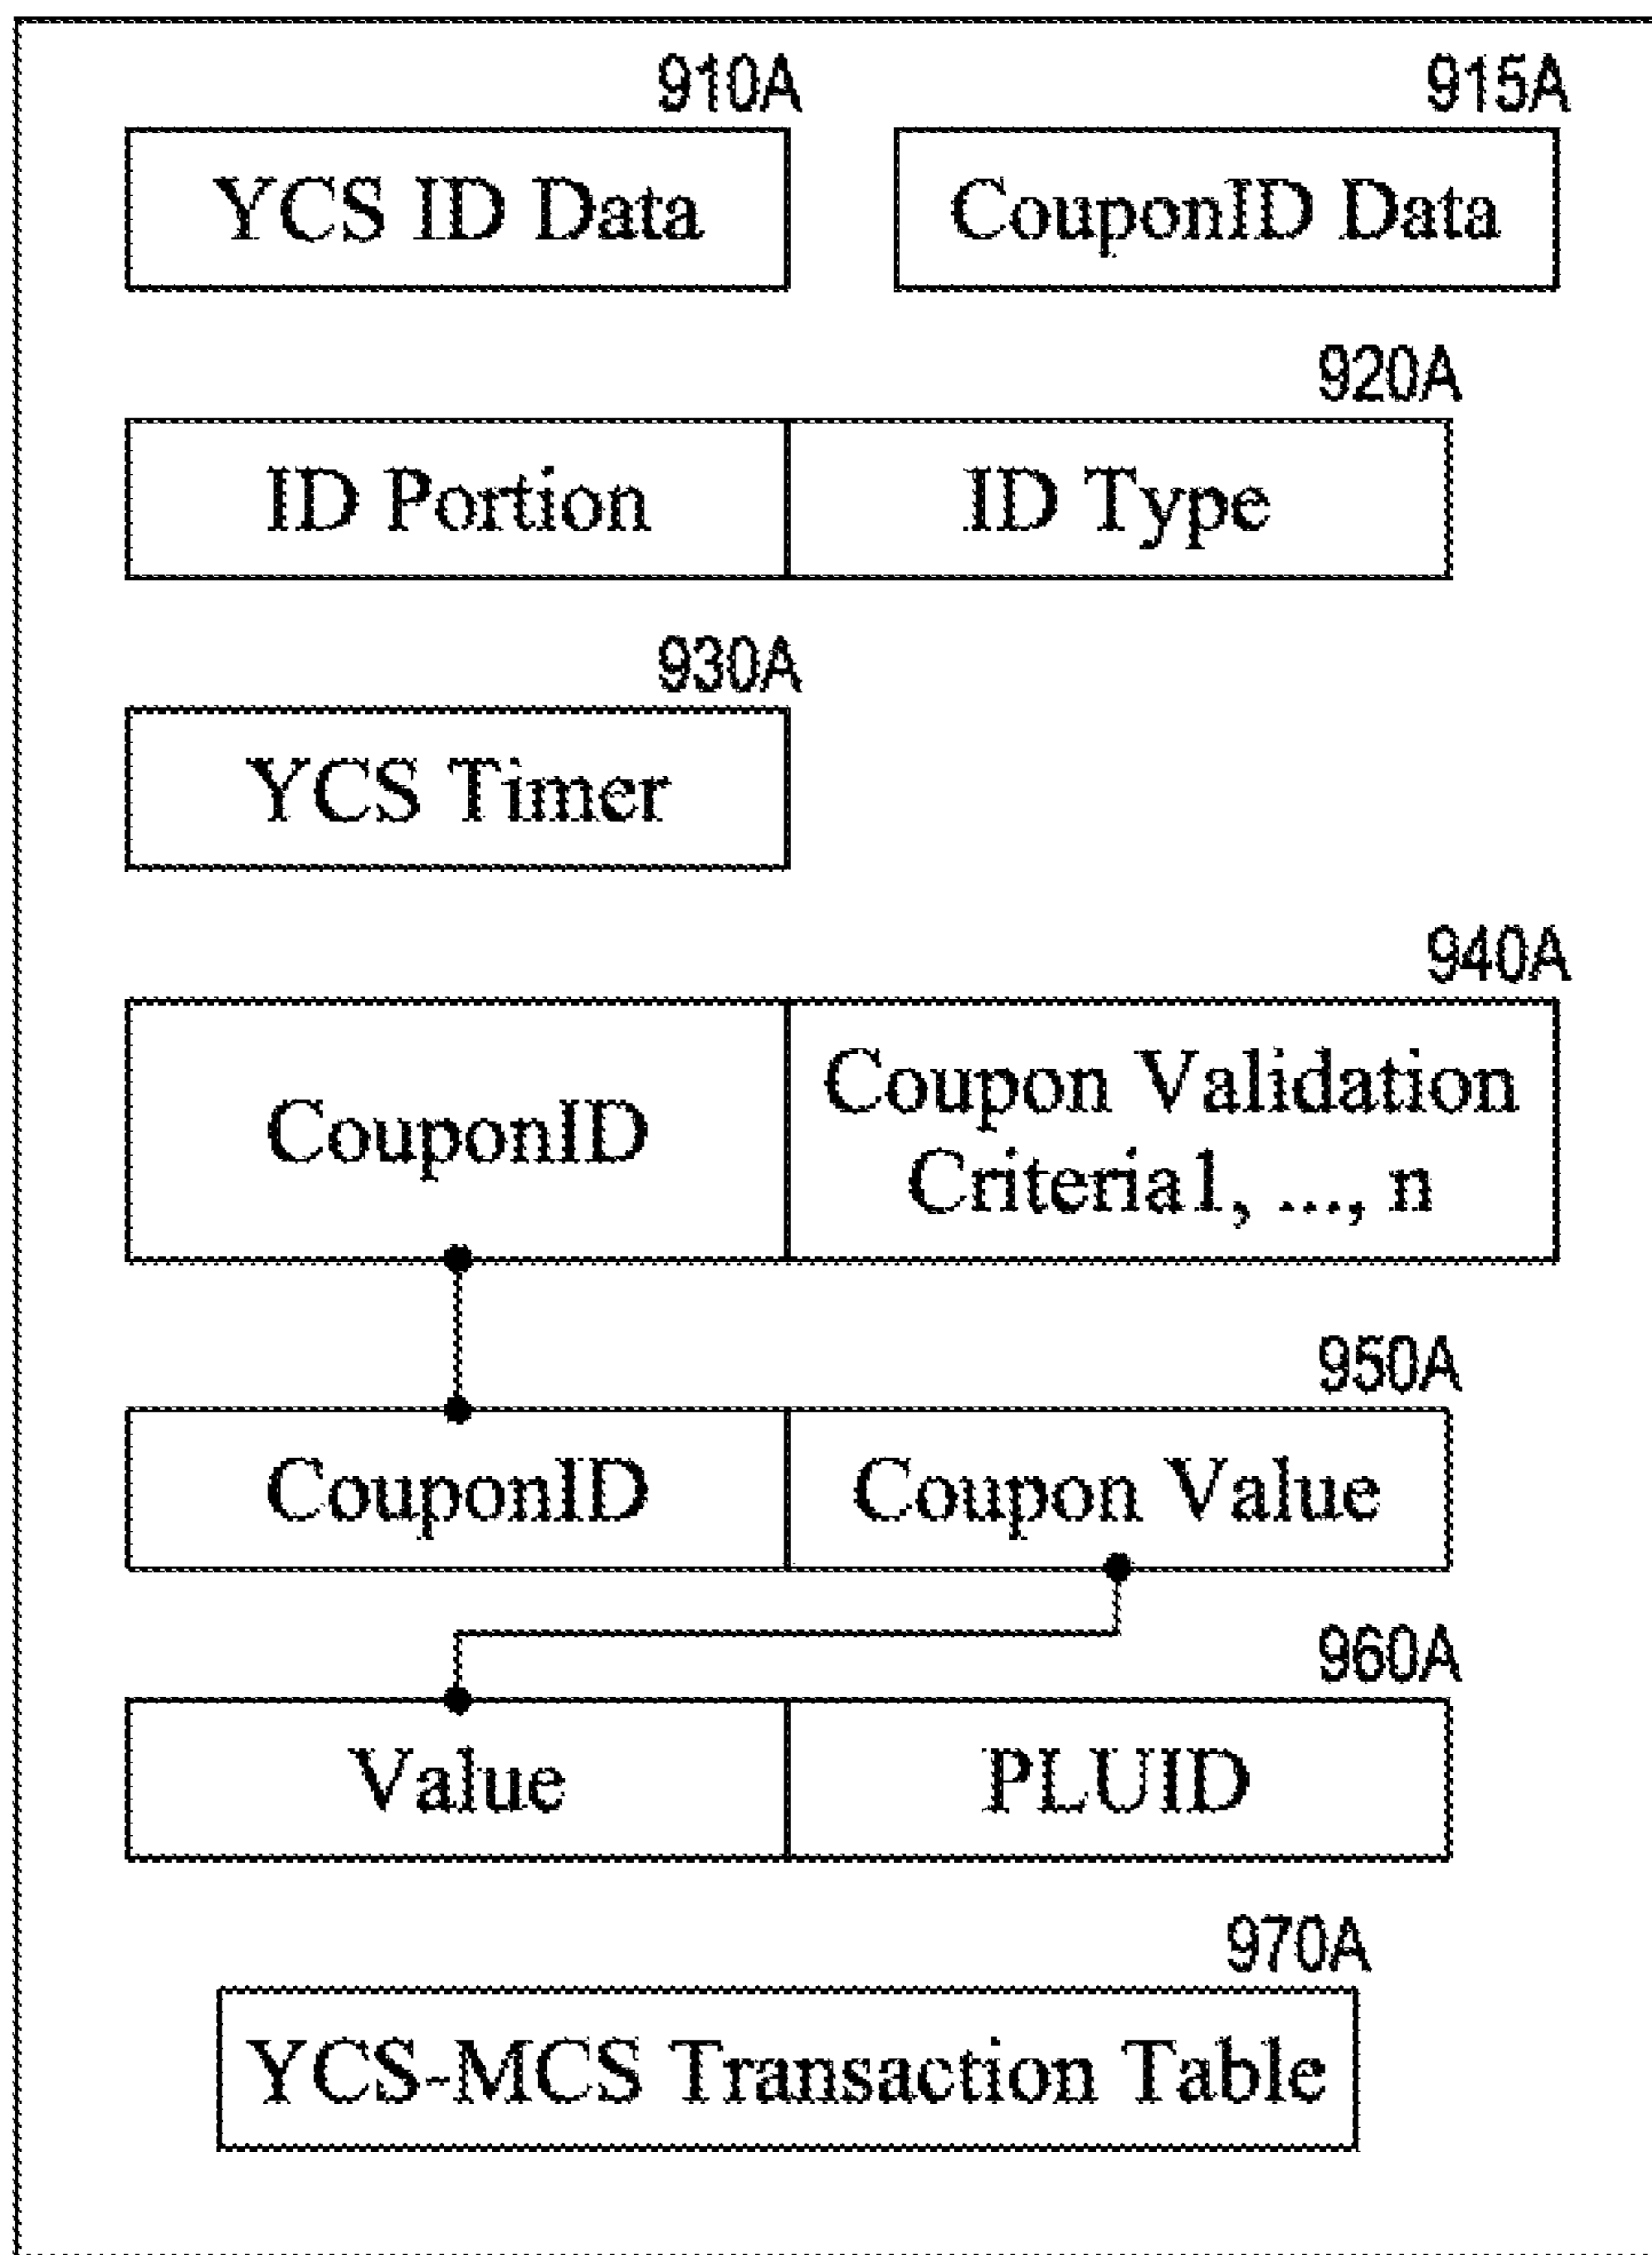 910A
915A
YCS ID Data
CouponID Data
920A
ID Portion
ID Type
930A
YCS Timer
940A
CouponID
Coupon Validation
Criteria1, ..., n
950A
CouponID
Coupon Value
960A
Value
PLUID
970A
YCS-MCS Transaction Table